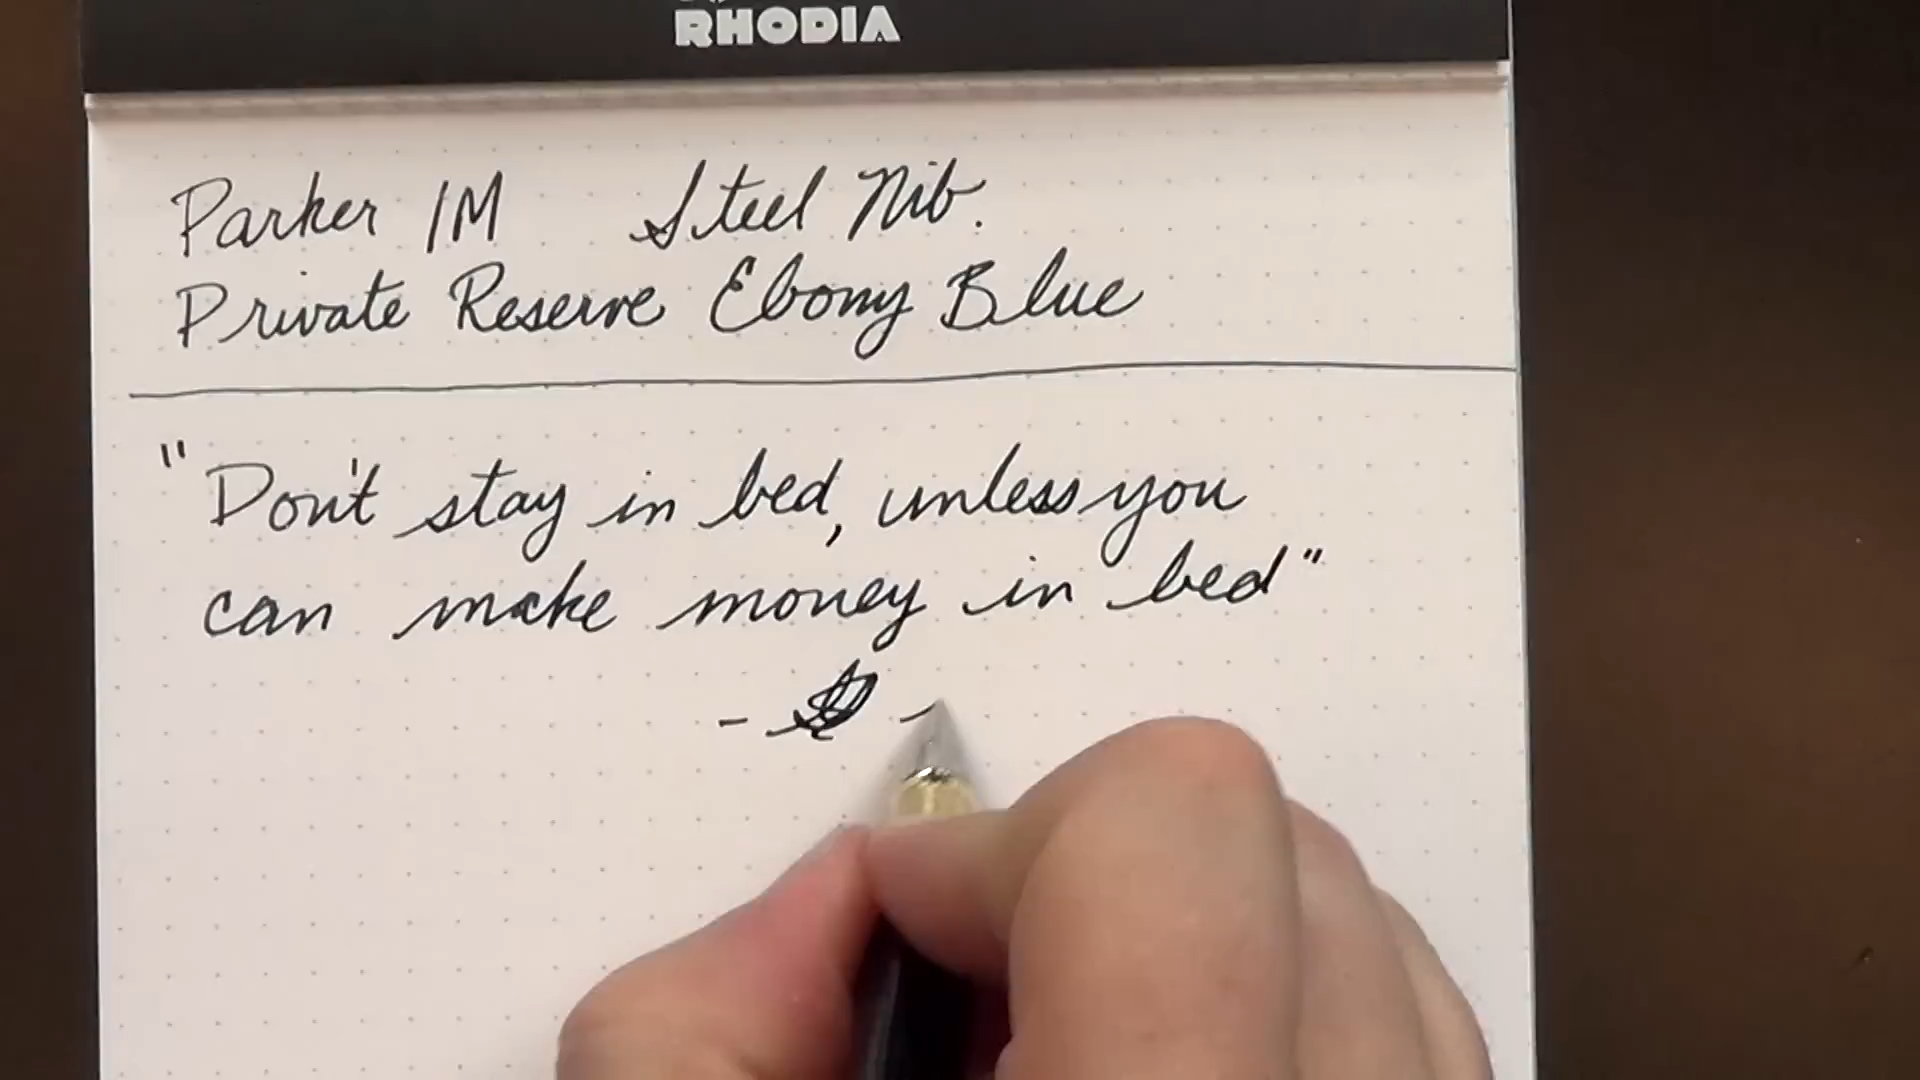 RHODIA
Parker IM Steel Nib.
Private Reserve Ebony Blue
"Don't stay in bed, unless you
can make money in bed"
-